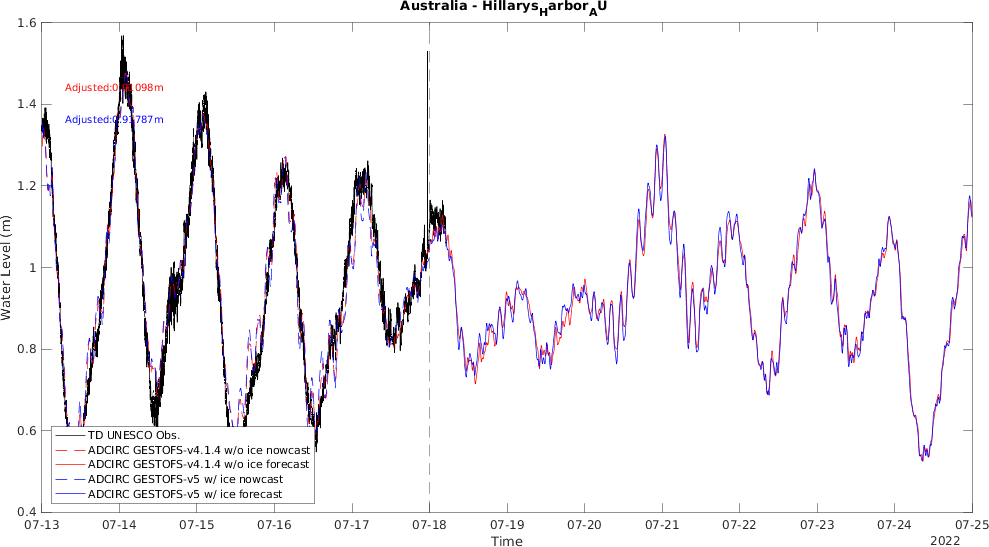 Australia - HillarysHarborAU
1.6
1.4
1.2
1
0.8
0.6
0.4
Water Level (m)
Adjusted:0. 098m
Adjusted:0.91787m
TD UNESCO Obs.
ADCIRC GESTOFS-v4.1.4 w/o ice nowcast
ADCIRC GESTOFS-v4.1.4 w/o ice forecast
ADCIRC GESTOFS-v5 w/ ice nowcast
ADCIRC GESTOFS-v5 w/ ice forecast
07-13 07-14 07-15 07-16 07-17 07-18 07-19 07-20 07-21 07-22 07-23 07-24 07-25
Time
2022